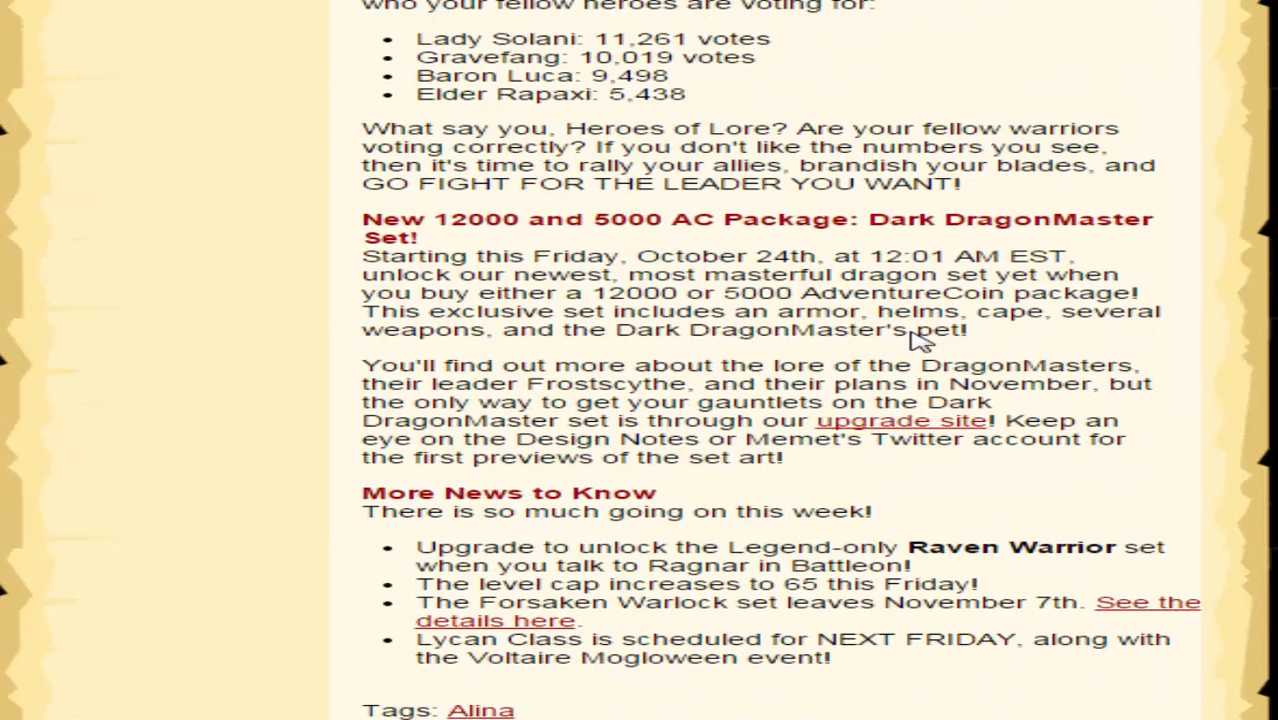 who your fellow heroes are voting for:
• Lady Solani: 11,261 votes
• Gravefang: 10,019 votes
• Baron Luca: 9,498
• Elder Rapaxi: 5,438
What say you, Heroes of Lore? Are your fellow warriors
voting correctly? If you don't like the numbers you see,
then it's time to rally your allies, brandish your blades, and
GO FIGHT FOR THE LEADER YOU WANT!
New 12000 and 5000 AC Package: Dark DragonMaster
Set!
Starting this Friday, October 24th, at 12:01 AM EST,
unlock our newest, most masterful dragon set yet when
you buy either a 12000 or 5000 AdventureCoin package!
This exclusive set includes an armor, helms, cape, several
weapons, and the Dark DragonMaster's pet!
You'll find out more about the lore of the DragonMasters,
their leader Frostscythe, and their plans in November, but
the only way to get your gauntlets on the Dark
DragonMaster set is through our upgrade site! Keep an
eye on the Design Notes or Memet's Twitter account for
the first previews of the set art!
More News to Know
There is so much going on this week!
• Upgrade to unlock the Legend-only Raven Warrior set
when you talk to Ragnar in Battleon!
• The level cap increases to 65 this Friday!
• The Forsaken Warlock set leaves November 7th. See the
details here.
• Lycan Class is scheduled for NEXT FRIDAY, along with
the Voltaire Mogloween event!
Tags: Alina